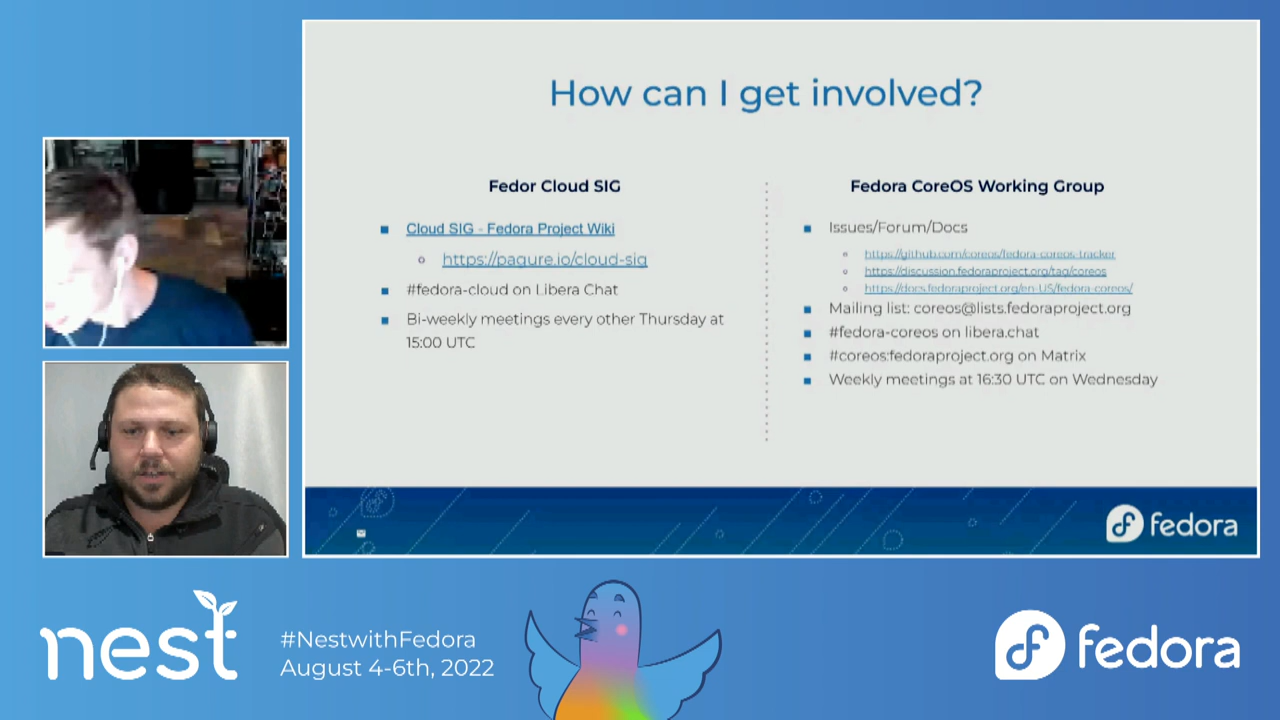 How can I get involved?
Fedor Cloud SIG
Cloud SIG - Fedora Project Wiki
https://pagure.io/cloud-sig
#fedora-cloud on Libera Chat
Bi-weekly meetings every other Thursday at
15:00 UTC
Fedora CoreOS Working Group
Issues/Forum/Docs
https://github.com/coreos/fedora-coreos-tracker
https://discussion.fedoraproject.org/tag/coreos
https://docs.fedoraproject.org/en-US/fedora-coreos/
Mailing list: coreos@lists.fedoraproject.org
#fedora-coreos on libera.chat
#coreos:fedoraproject.org on Matrix
Weekly meetings at 16:30 UTC on Wednesday
fedora
nest
#NestwithFedora
August 4-6th, 2022
fedora